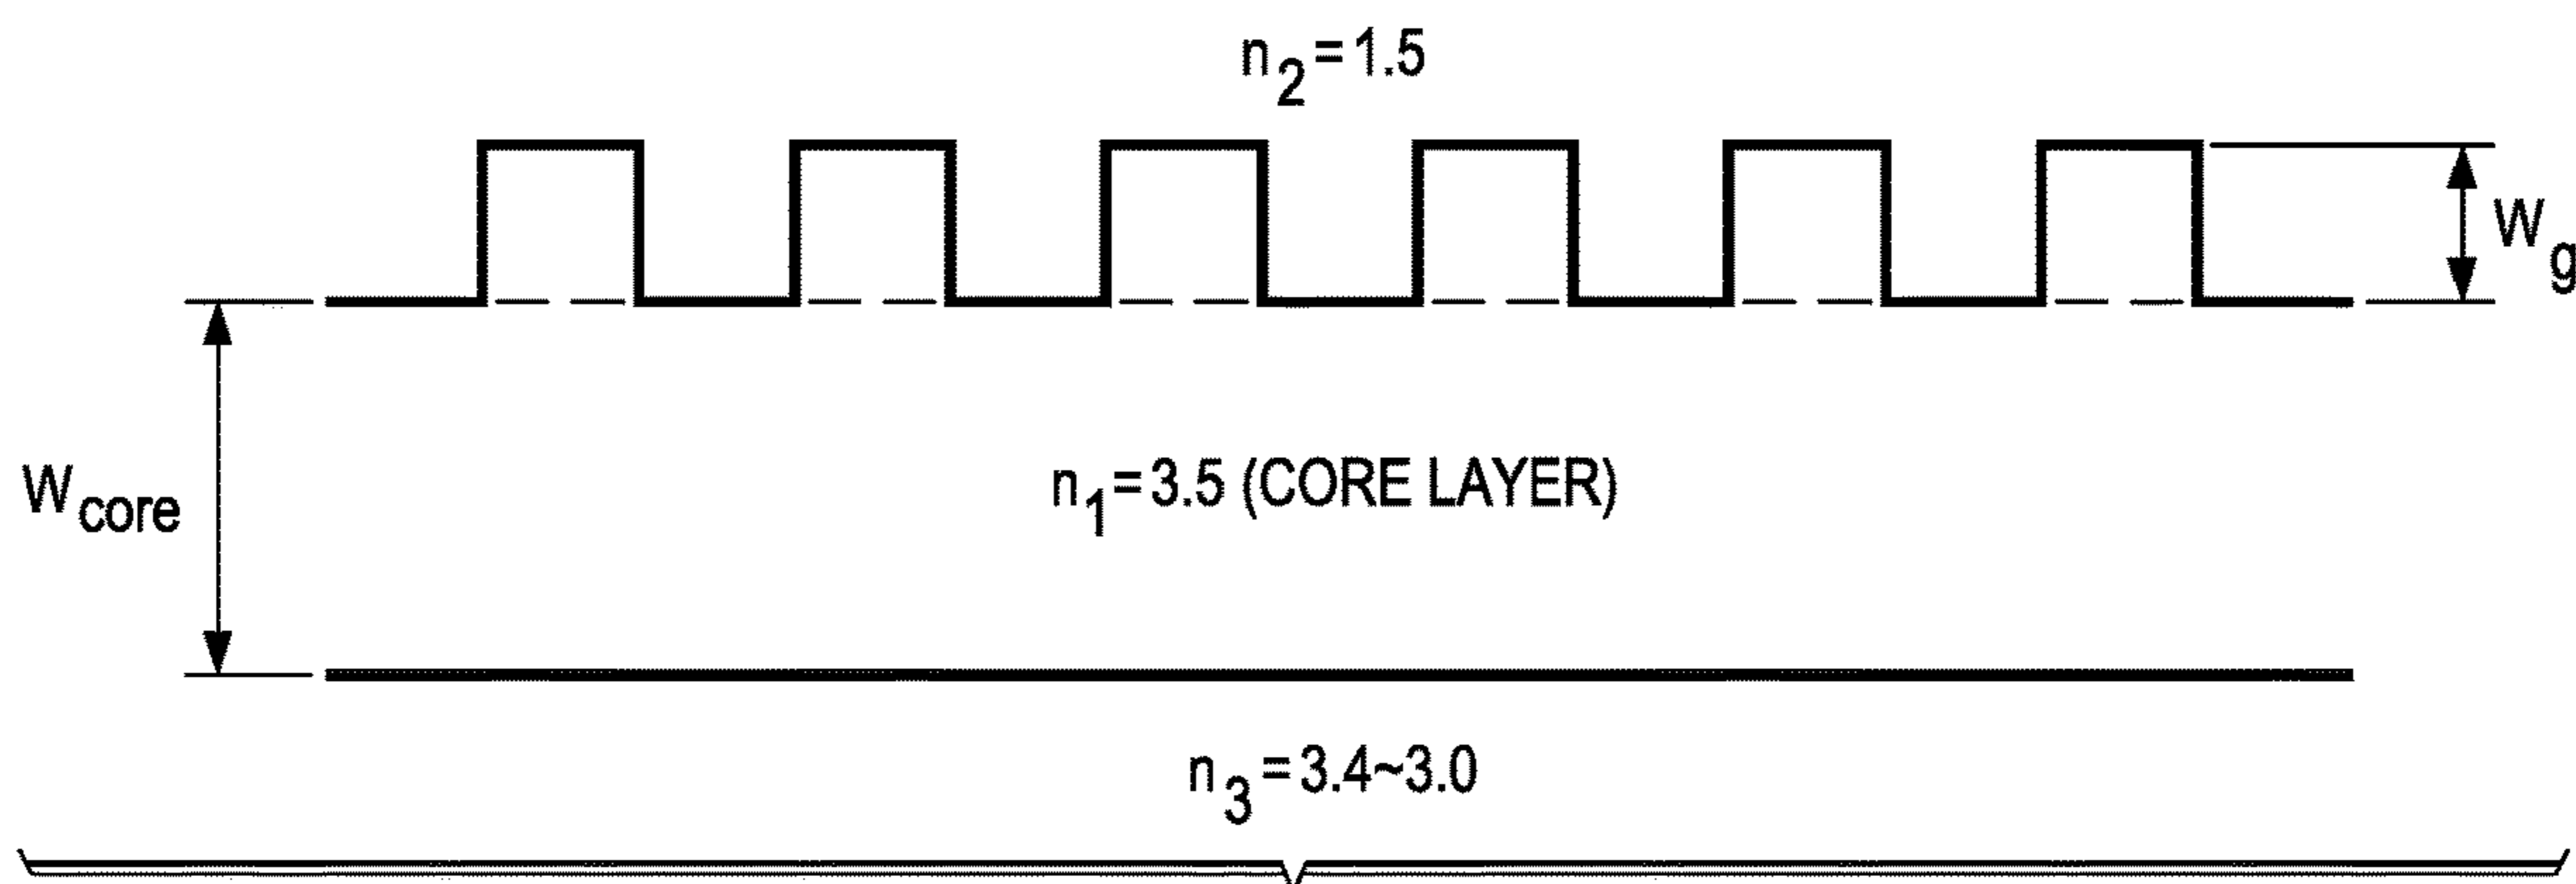 n2 = 1.5
Wg
Wcore
n1 = 3.5 (CORE LAYER)
n3 = 3.4~3.0